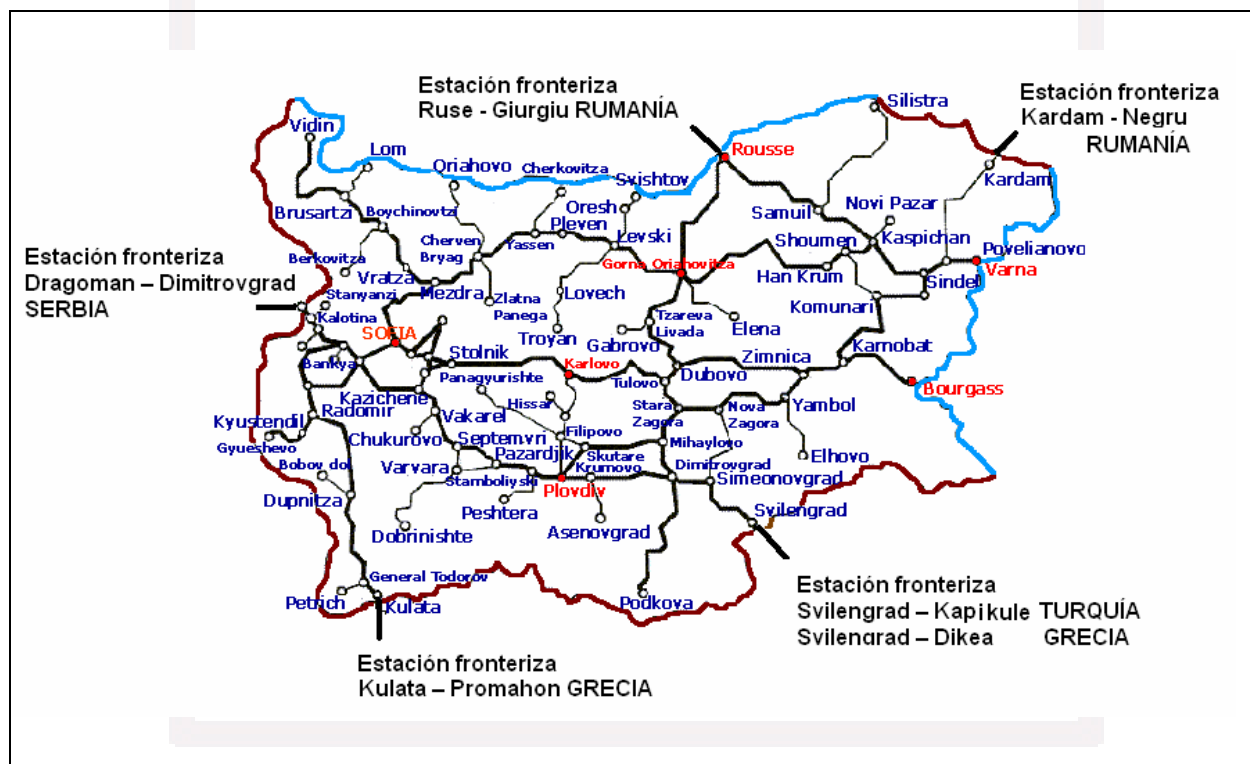 Estación fronteriza
Ruse - Giurgiu RUMANÍA
Estación fronteriza
Kardam - Negru
RUMANÍA
Silistra
Vidin
Lom
Oriahovo
Cherkovitza
Svishtov
Rousse
Kardam
Brusartzi
Boychinovtzi
Oresh
Pleven
Samuil
Novi Pazar
Cherven
Bryag
Yassen
Levski
Shoumen
Kaspichan
Povelianovo
Varna
Estación fronteriza
Dragoman – Dimitrovgrad
SERBIA
Berkovitza
Vratza
Mezdra
Gorna Oriahovitza
Han Krum
Sindel
Stanyanzi
Zlatna
Panega
Lovech
Komunari
Kalotina
SOFIA
Troyan
Gabrovo
Tzareva
Livada
Elena
Bankya
Stolnik
Karlovo
Zimnica
Karnobat
Panagyurishte
Tulovo
Dubovo
Bourgass
Kazichene
Hissar
Stara
Zagora
Nova
Zagora
Yambol
Radomir
Vakarel
Kyustendil
Gyueshevo
Chukurovo
Septemvri
Filipovo
Mihaylovo
Elhovo
Bobov dol
Varvara
Pazardjik
Skutare
Krumovo
Dimitrovgrad
Stamboliyski
Plovdiv
Simeonovgrad
Dupnitza
Peshtera
Asenovgrad
Svilengrad
Dobrinishte
General Todorov
Petrich
Kulata
Podkova
Estación fronteriza
Svilengrad – Kapikule TURQUÍA
Svilengrad – Dikea GRECIA
Estación fronteriza
Kulata – Promahon GRECIA